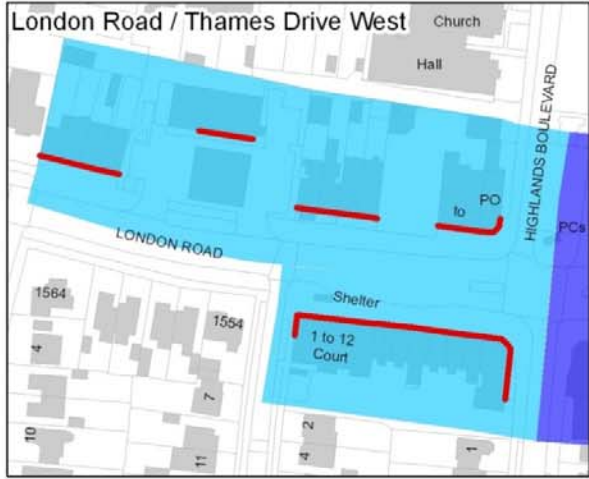 London Road / Thames Drive West
Church
Hall
HIGHLANDS BOULEVARD
PO
to
PCs
LONDON ROAD
Shelter
1564
1554
1 to 12
Court
4
7
2
4
1
10
11